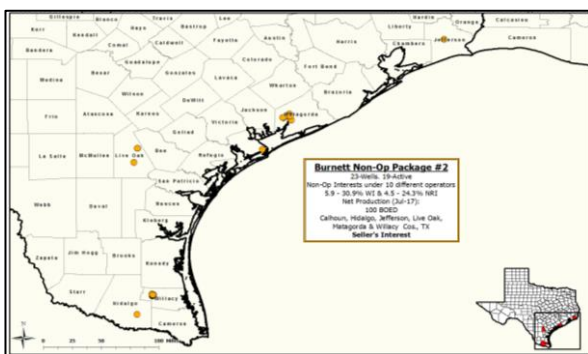 Gillespie
Blanco
Travis
Bastrop
Lee
Hardin
Orange
Calcasieu
Kerr
Kendall
Hays
Fayette
Austin
Liberty
Jefferson
Cameron
Comal
Caldwell
Harris
Chambers
Bandera
Guadalupe
Colorado
Medina
Bexar
Gonzales
Lavaca
Fort Bend
Wilson
Wharton
Brazoria
Frio
Atascosa
Karnes
DeWitt
Jackson
Matagorda
Victoria
Goliad
La Salle
McMullen
Live Oak
Bee
Refugio
San Patricio
Webb
Duval
Nueces
Kleberg
Zapata
Jim Hogg
Brooks
Kenedy
Starr
Hidalgo
Willacy
Cameron
Burnett Non-Op Package #2
23-Wells. 19-Active
Non-Op Interests under 10 different operators
5.9 - 30.9% WI & 4.5 - 24.3% NRI
Net Production (Jul-17):
100 BOED
Calhoun, Hidalgo, Jefferson, Live Oak,
Matagorda & Willacy Cos., TX
Seller's Interest
0 25 50 100